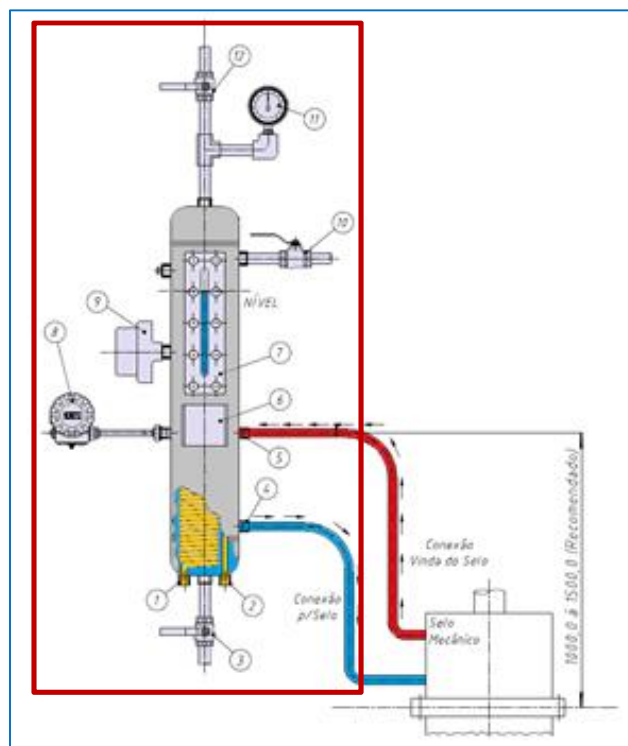 12
11
10
NÍVEL
9
8
7
6
5
4
Conexão
Vinda do Selo
1
2
Conexão
p/Selo
3
Selo
Mecânico
1000,0 à 1500,0 (Recomendado)